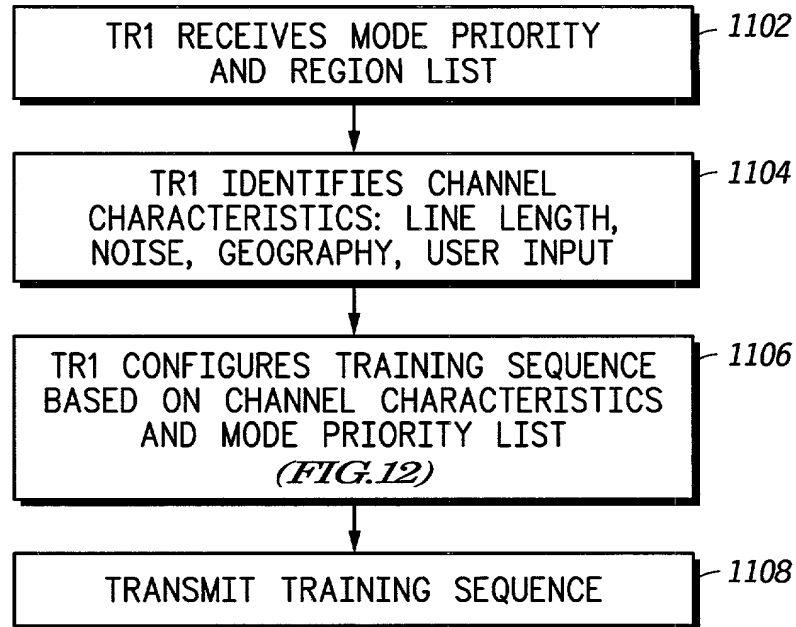 TR1 RECEIVES MODE PRIORITY
AND REGION LIST
1102
TR1 IDENTIFIES CHANNEL
CHARACTERISTICS: LINE LENGTH,
NOISE, GEOGRAPHY, USER INPUT
1104
TR1 CONFIGURES TRAINING SEQUENCE
BASED ON CHANNEL CHARACTERISTICS
AND MODE PRIORITY LIST
(FIG.12)
1106
TRANSMIT TRAINING SEQUENCE
1108